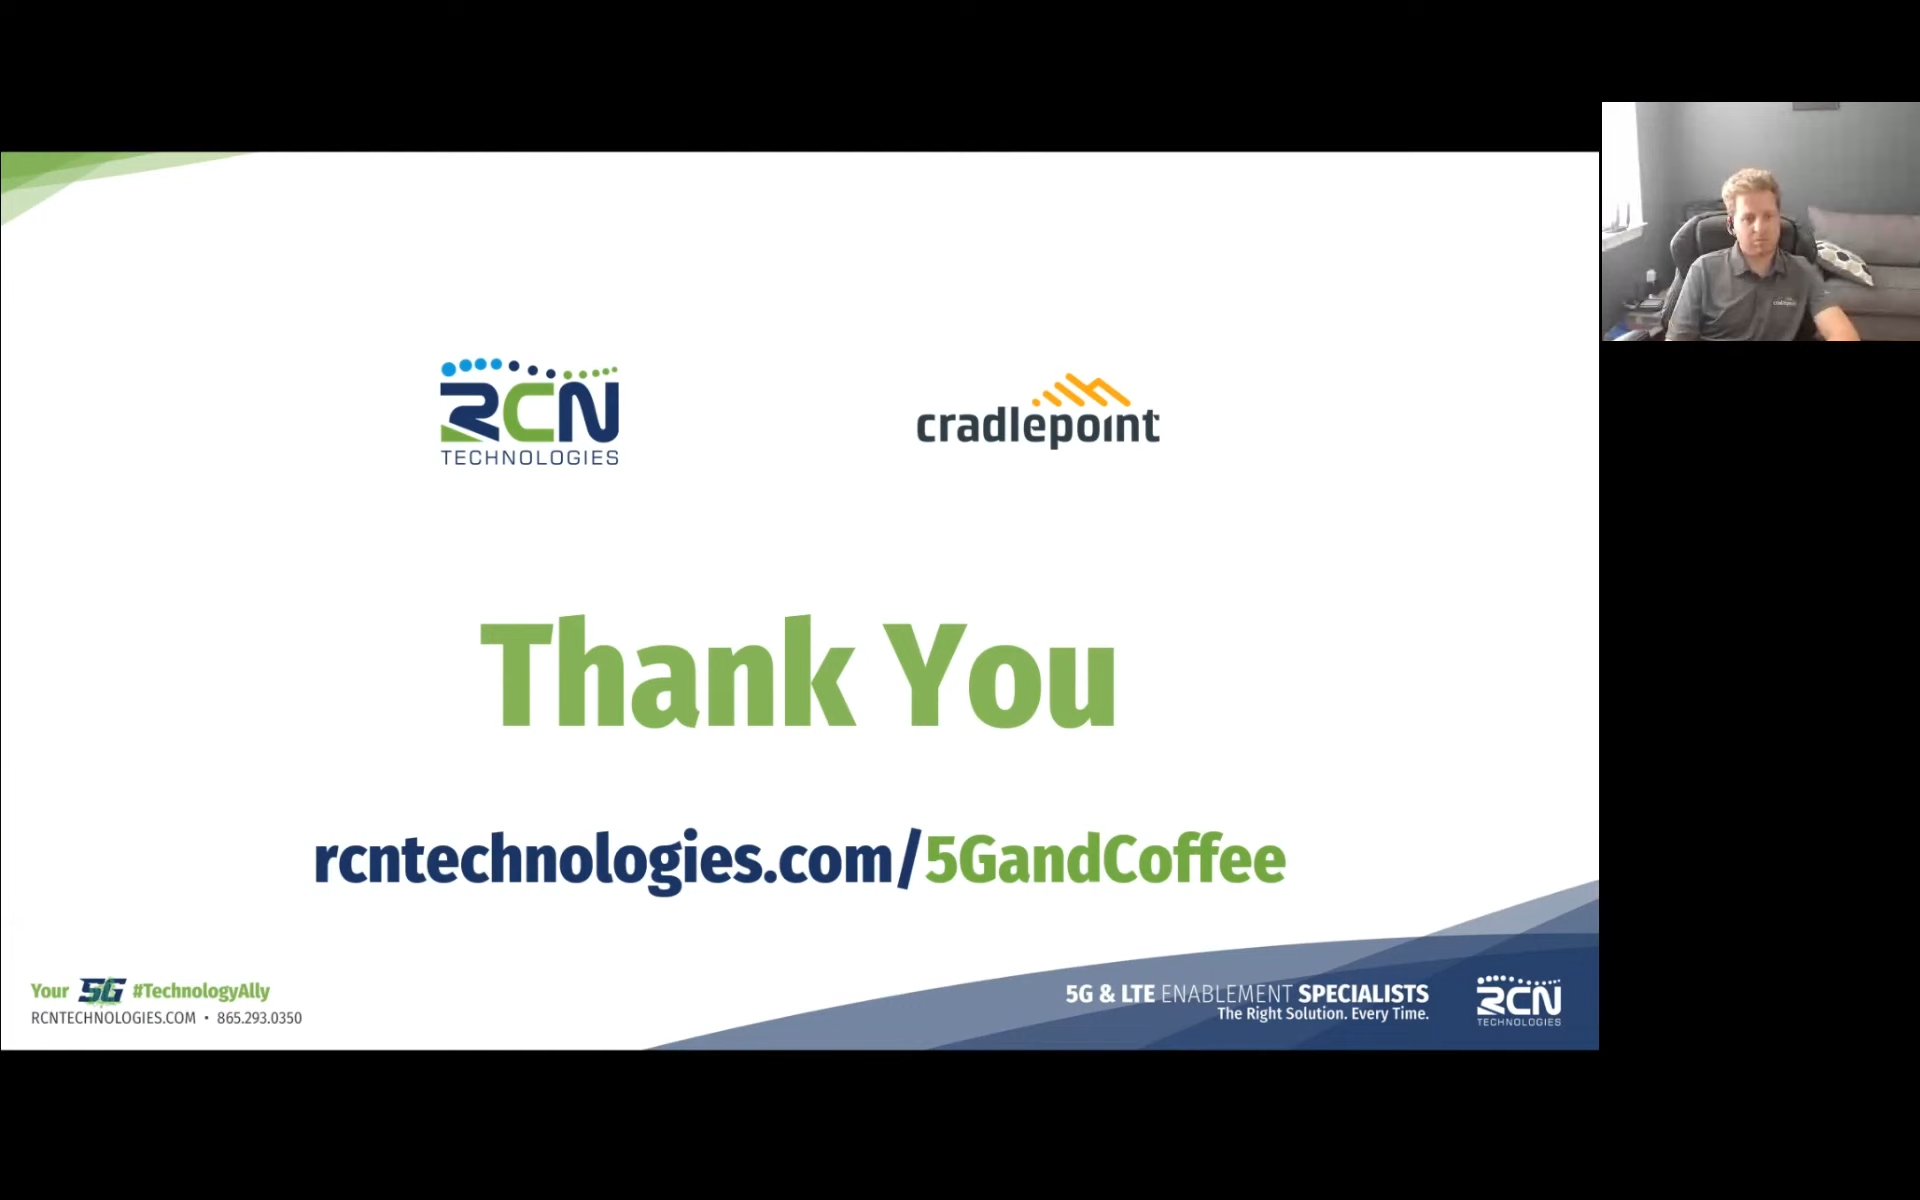 RCN
TECHNOLOGIES
cradlepoint
Thank You
rcntechnologies.com/5GandCoffee
Your 5G #TechnologyAlly
RCNTECHNOLOGIES.COM • 865.293.0350
5G & LTE ENABLEMENT SPECIALISTS
The Right Solution. Every Time.
RCN
TECHNOLOGIES
cradlepoint